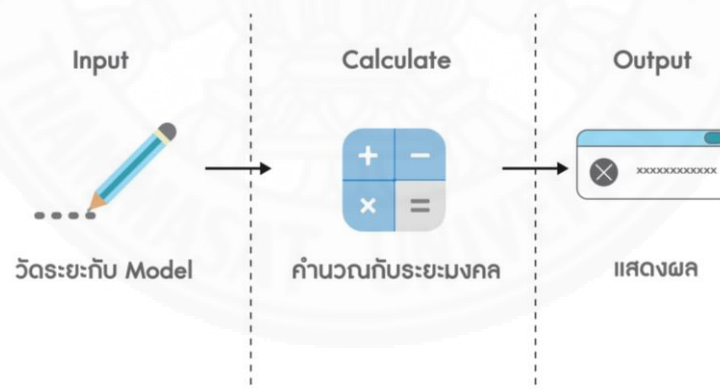 Input
Calculate
Output
xxxxxxxxxxxx
วัดระยะกับ Model
คำนวณกับระยะมงคล
แสดงผล